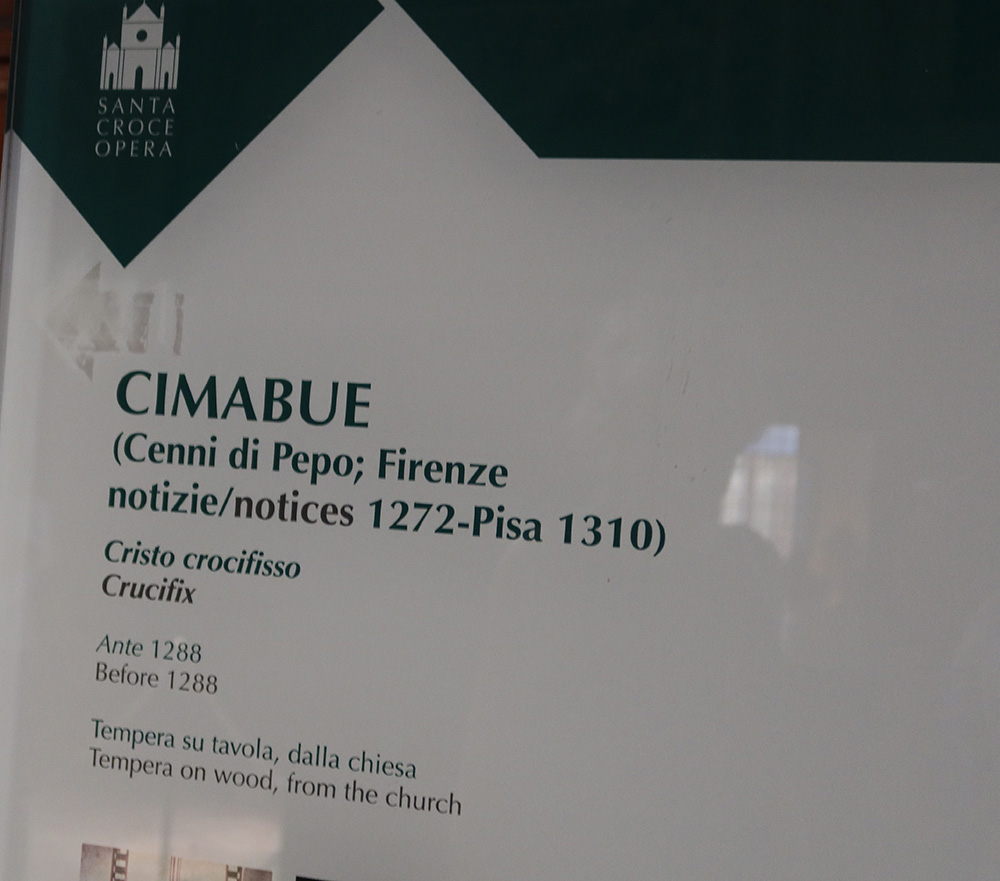 SANTA
CROCE
OPERA
CIMABUE
(Cenni di Pepo; Firenze
notizie/notices 1272-Pisa 1310)
Cristo crocifisso
Crucifix
Ante 1288
Before 1288
Tempera su tavola, dalla chiesa
Tempera on wood, from the church